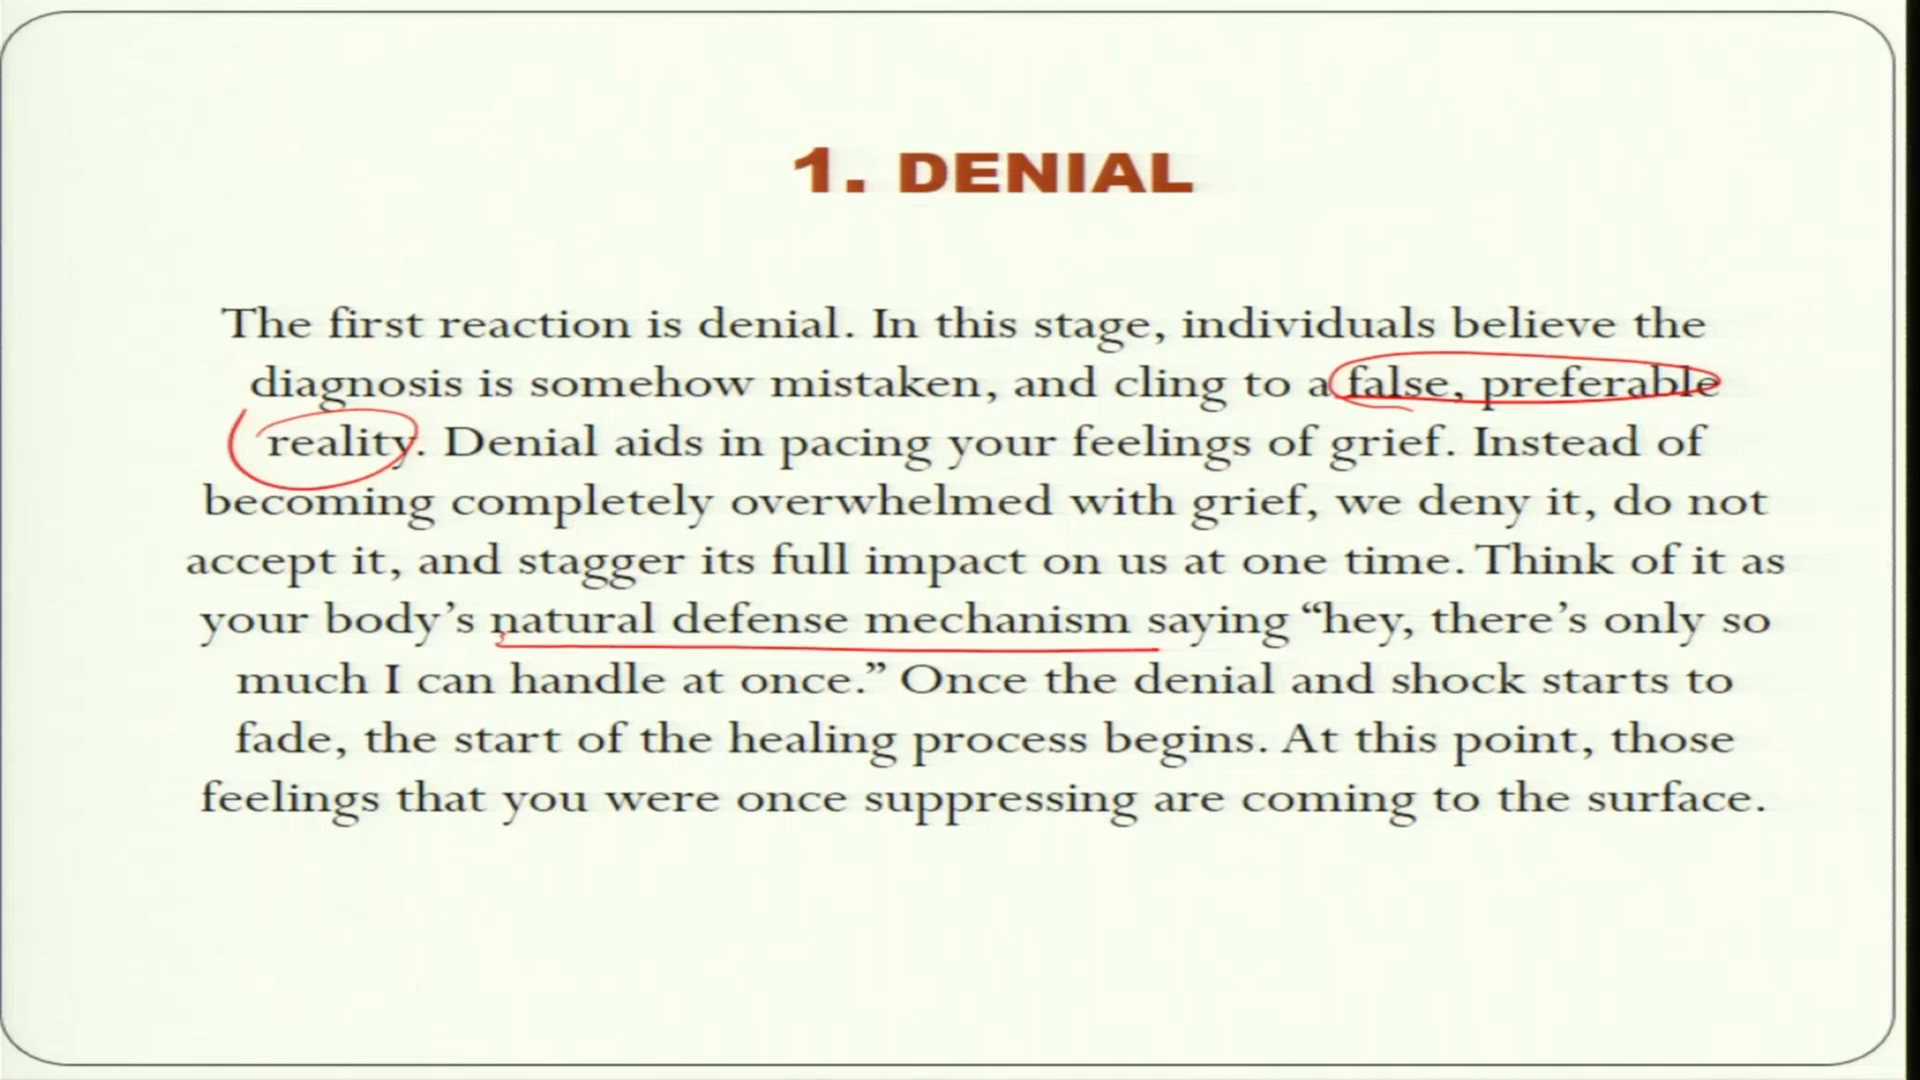 1. DENIAL
The first reaction is denial. In this stage, individuals believe the
diagnosis is somehow mistaken, and cling to a false, preferable
reality. Denial aids in pacing your feelings of grief. Instead of
becoming completely overwhelmed with grief, we deny it, do not
accept it, and stagger its full impact on us at one time. Think of it as
your body’s natural defense mechanism saying “hey, there’s only so
much I can handle at once.” Once the denial and shock starts to
fade, the start of the healing process begins. At this point, those
feelings that you were once suppressing are coming to the surface.